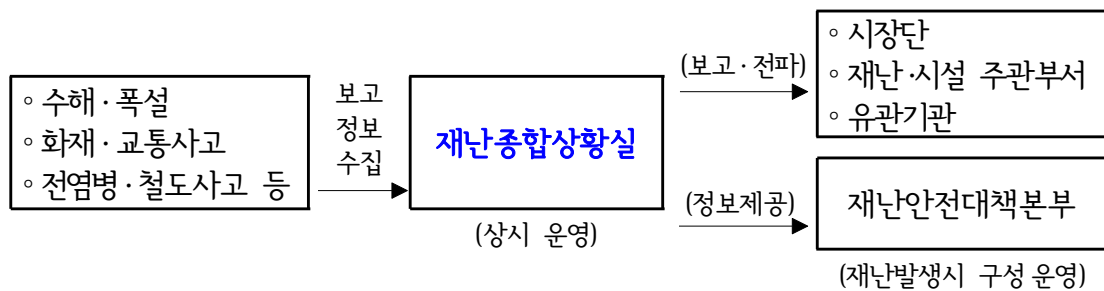 ◦ 수해 · 폭설
◦ 화재 · 교통사고
◦ 전염병 · 철도사고 등
보고
정보
수집
재난종합상황실
(상시 운영)
(보고 · 전파)
◦ 시장단
◦ 재난 · 시설 주관부서
◦ 유관기관
(정보제공)
재난안전대책본부
(재난발생시 구성 운영)